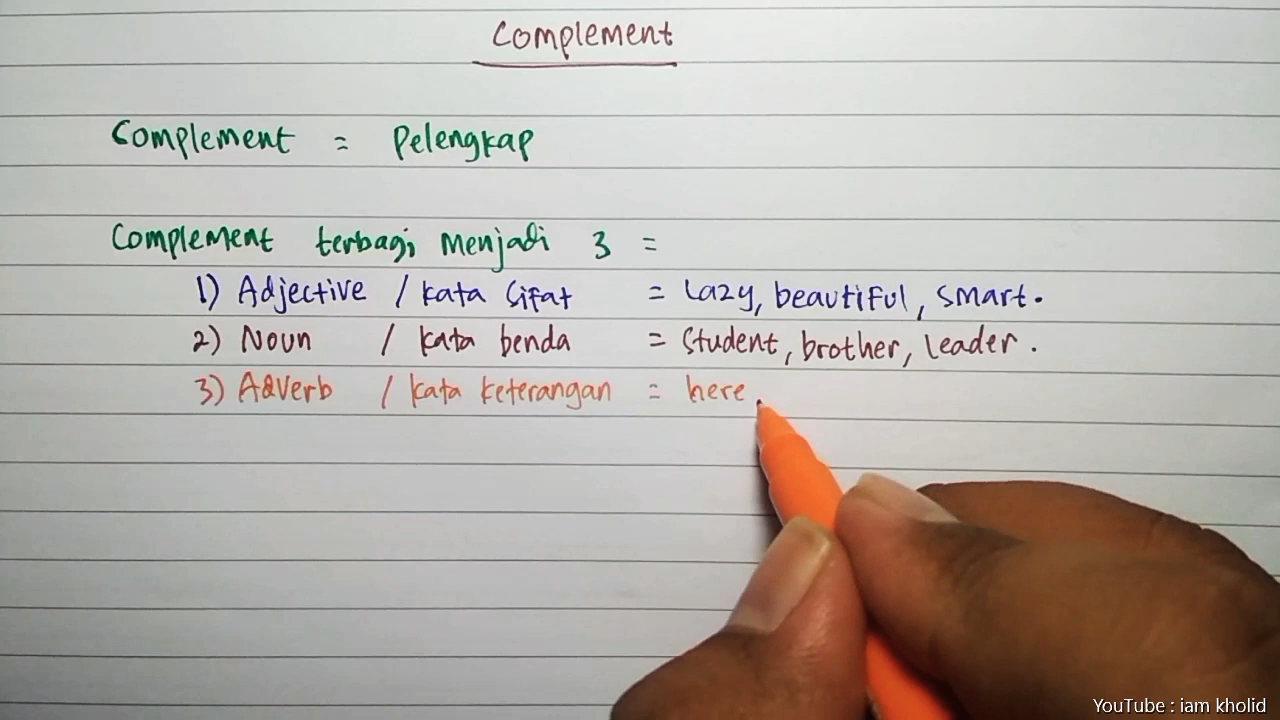 Complement
Complement = Pelengkap
Complement terbagi menjadi 3 =
1) Adjective / kata sifat = Lazy, beautiful, smart.
2) Noun / kata benda = student, brother, leader.
3) Adverb / kata keterangan = here,
YouTube : iam kholid